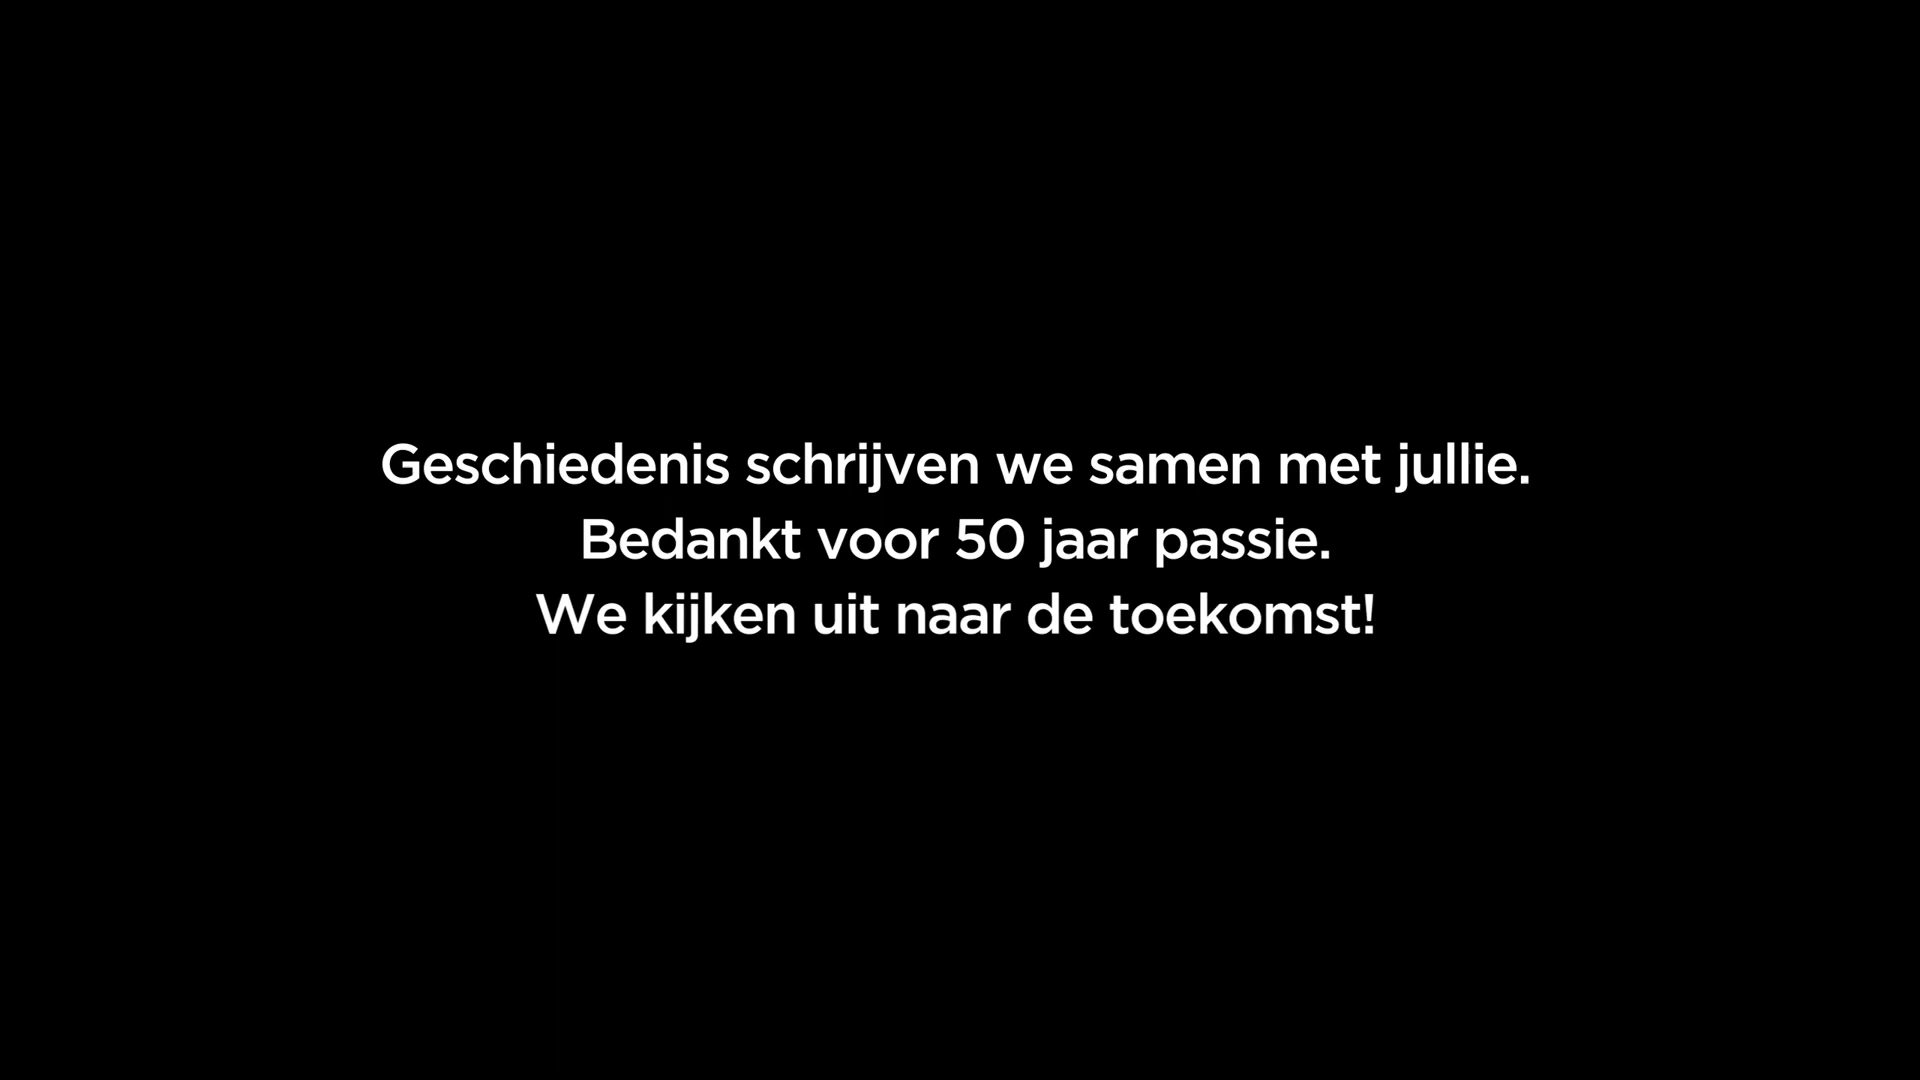 Geschiedenis schrijven we samen met jullie.
Bedankt voor 50 jaar passie.
We kijken uit naar de toekomst!